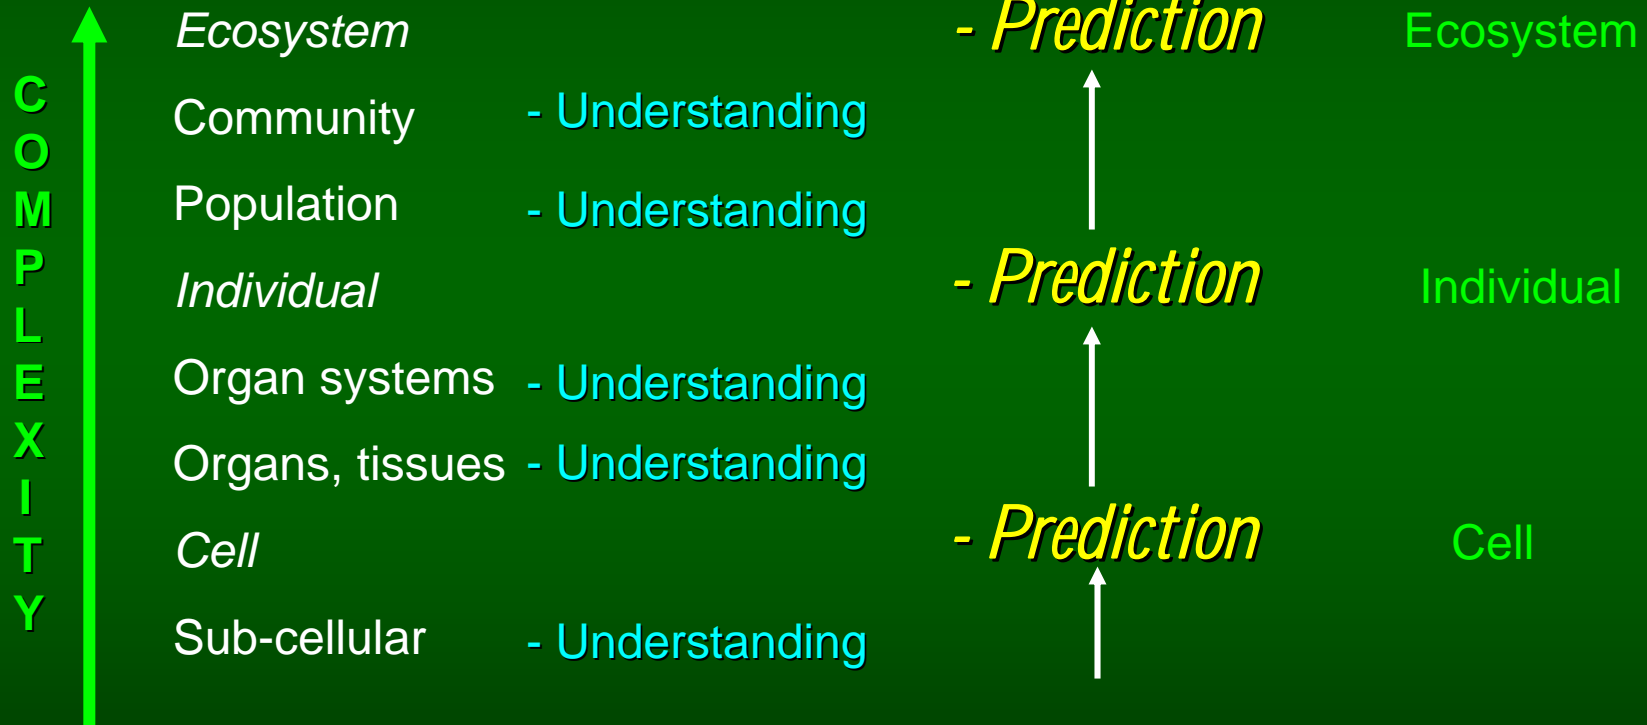 COMPLEXITY
Ecosystem - Prediction Ecosystem
Community - Understanding
Population - Understanding
Individual - Prediction Individual
Organ systems - Understanding
Organs, tissues - Understanding
Cell - Prediction Cell
Sub-cellular - Understanding